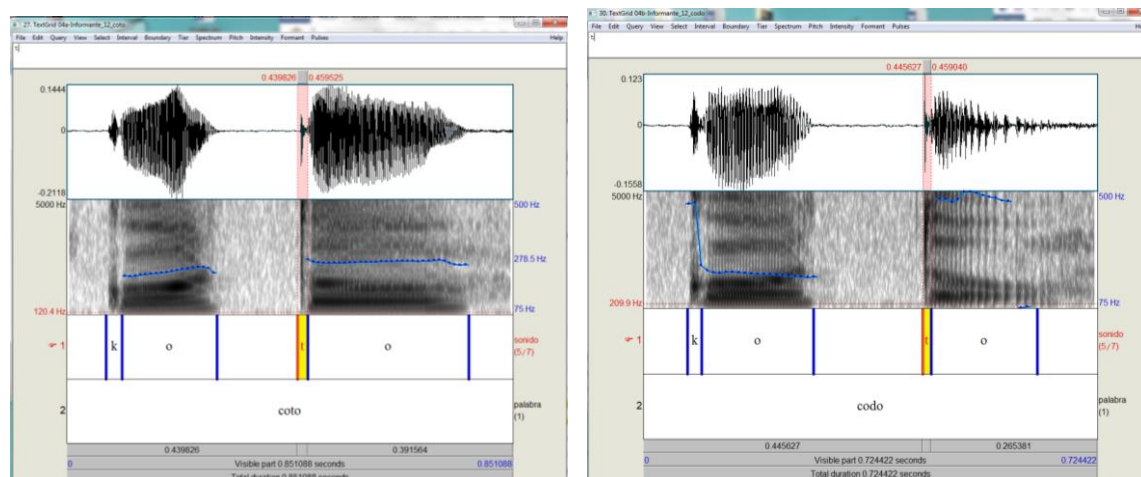 27. TextGrid 04a-Informante_12_coto
File Edit Query View Select Interval Boundary Tier Spectrum Pitch Intensity Formant Pulses Help
t
0.439826 0.459525
0.1444
0
-0.2118
5000 Hz
500 Hz
278.5 Hz
120.4 Hz
75 Hz
1
k
o
t
o
sonido
(5/7)
2
coto
palabra
(1)
0.439826
0.391564
0
Visible part 0.851088 seconds
0.851088
Total duration 0.851088 seconds
30. TextGrid 04b-Informante_12_codo
File Edit Query View Select Interval Boundary Tier Spectrum Pitch Intensity Formant Pulses
t
0.445627 0.459040
0.123
0
-0.1558
5000 Hz
500 Hz
209.9 Hz
75 Hz
1
k
o
t
o
sonido
(5/7)
2
codo
palabra
(1)
0.445627
0.265381
0
Visible part 0.724422 seconds
0.724422
Total duration 0.724422 seconds